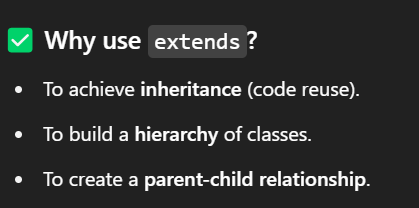 Why use extends?
• To achieve inheritance (code reuse).
• To build a hierarchy of classes.
• To create a parent-child relationship.